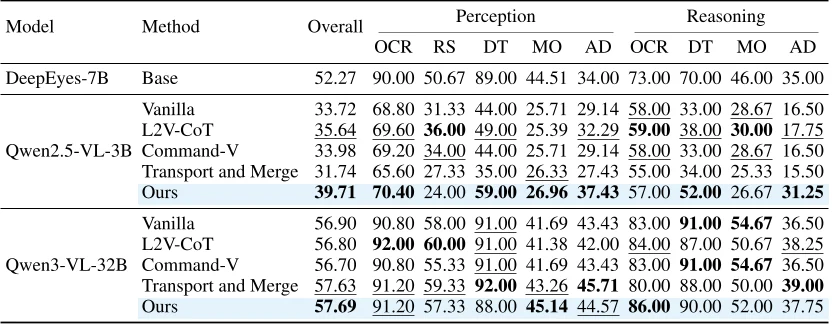 Model Method Overall Perception Reasoning
OCR RS DT MO AD OCR DT MO AD
DeepEyes-7B Base 52.27 90.00 50.67 89.00 44.51 34.00 73.00 70.00 46.00 35.00
Vanilla 33.72 68.80 31.33 44.00 25.71 29.14 58.00 33.00 28.67 16.50
L2V-CoT 35.64 69.60 36.00 49.00 25.39 32.29 59.00 38.00 30.00 17.75
Qwen2.5-VL-3B Command-V 33.98 69.20 34.00 44.00 25.71 29.14 58.00 33.00 28.67 16.50
Transport and Merge 31.74 65.60 27.33 35.00 26.33 27.43 55.00 34.00 25.33 15.50
Ours 39.71 70.40 24.00 59.00 26.96 37.43 57.00 52.00 26.67 31.25
Vanilla 56.90 90.80 58.00 91.00 41.69 43.43 83.00 91.00 54.67 36.50
L2V-CoT 56.80 92.00 60.00 91.00 41.38 42.00 84.00 87.00 50.67 38.25
Qwen3-VL-32B Command-V 56.70 90.80 55.33 91.00 41.69 43.43 83.00 91.00 54.67 36.50
Transport and Merge 57.63 91.20 59.33 92.00 43.26 45.71 80.00 88.00 50.00 39.00
Ours 57.69 91.20 57.33 88.00 45.14 44.57 86.00 90.00 52.00 37.75